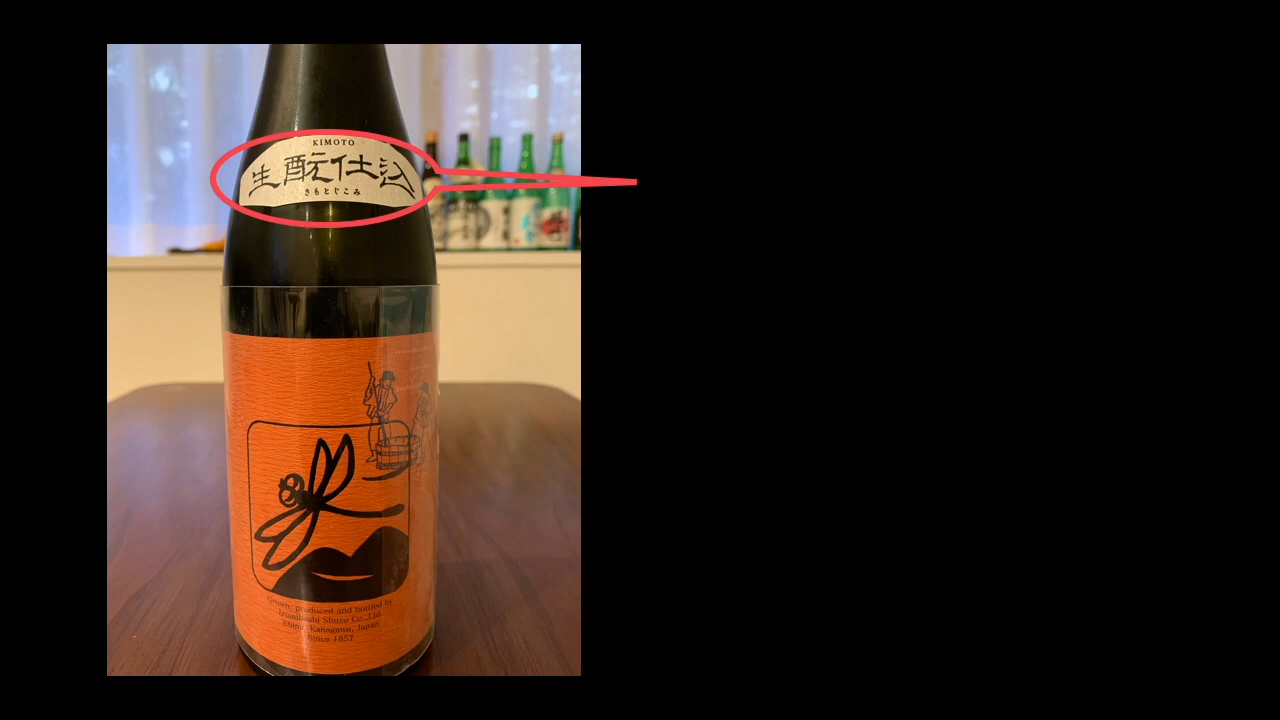 KIMOTO
生酛仕込
きもとじこみ
Grown, produced and bottled by
Izumibashi Shuzo Co.,Ltd.
Ebina, Kanagawa, Japan
Since 1857